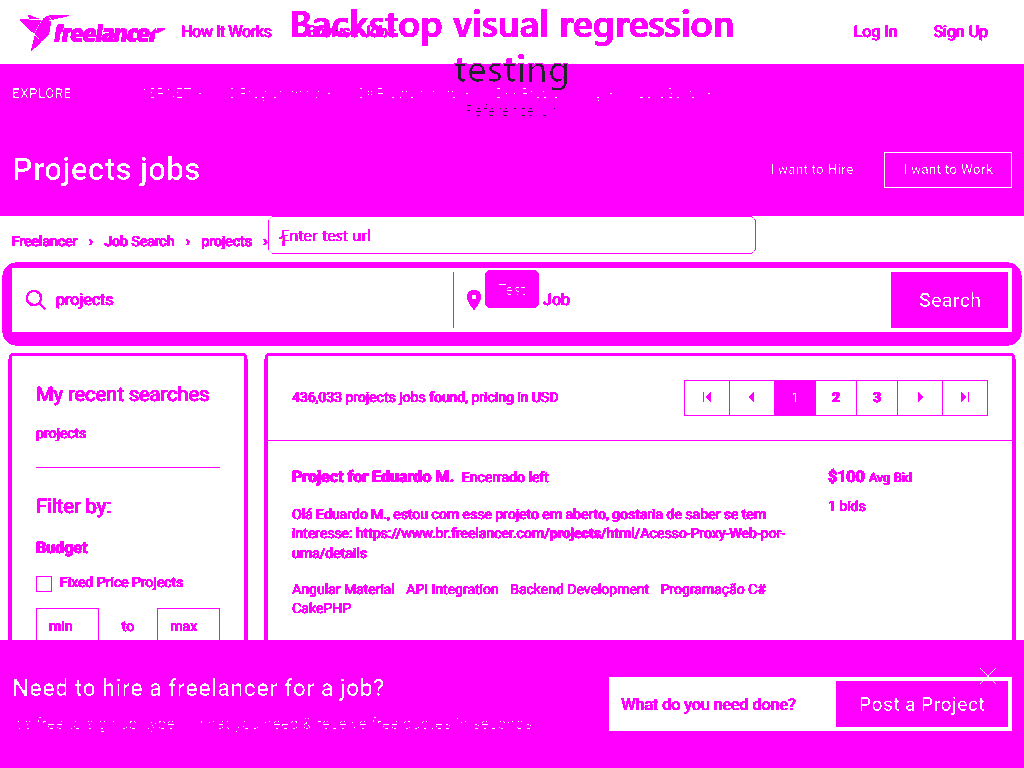 freelancer How It Works Backstop visual regression Log In Sign Up
testing
EXPLORE
Projects jobs I want to Hire I want to Work
Enter test url
Freelancer › Job Search › projects › 1
projects Test Job Search
My recent searches
projects
Filter by:
Budget
Fixed Price Projects
min to max
436,033 projects jobs found, pricing in USD
1 2 3
Project for Eduardo M. Encerrado left $100 Avg Bid
1 bids
Olá Eduardo M., estou com esse projeto em aberto, gostaria de saber se tem
interesse: https://www.br.freelancer.com/projects/html/Acesso-Proxy-Web-por-
uma/details
Angular Material API Integration Backend Development Programação C#
CakePHP
Need to hire a freelancer for a job?
What do you need done? Post a Project